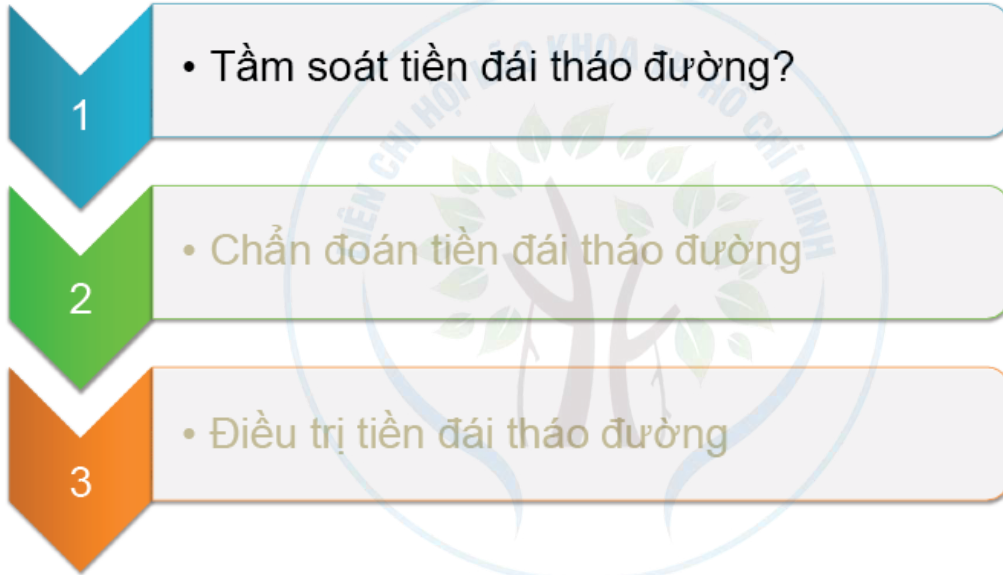 1
• Tầm soát tiền đái tháo đường?
2
• Chẩn đoán tiền đái tháo đường
3
• Điều trị tiền đái tháo đường